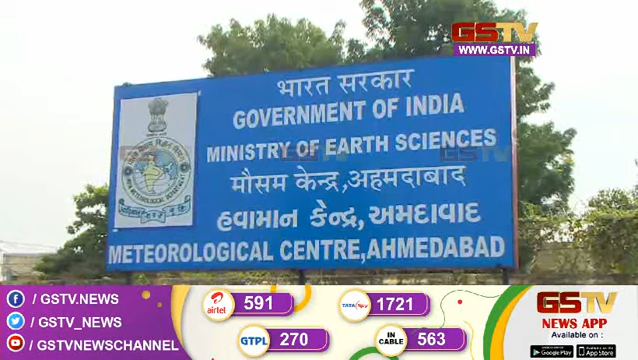 GSTV
WWW.GSTV.IN
भारत सरकार
GOVERNMENT OF INDIA
MINISTRY OF EARTH SCIENCES
मौसम केन्द्र,अहमदाबाद
હવામાન કેન્દ્ર,અમદાવાદ
METEOROLOGICAL CENTRE,AHMEDABAD
/ GSTV.NEWS
/ GSTV_NEWS
/ GSTVNEWSCHANNEL
airtel 591
TATA PLAY 1721
GTPL 270
IN CABLE 563
GSTV
NEWS APP
Available on :
Google Play App Store